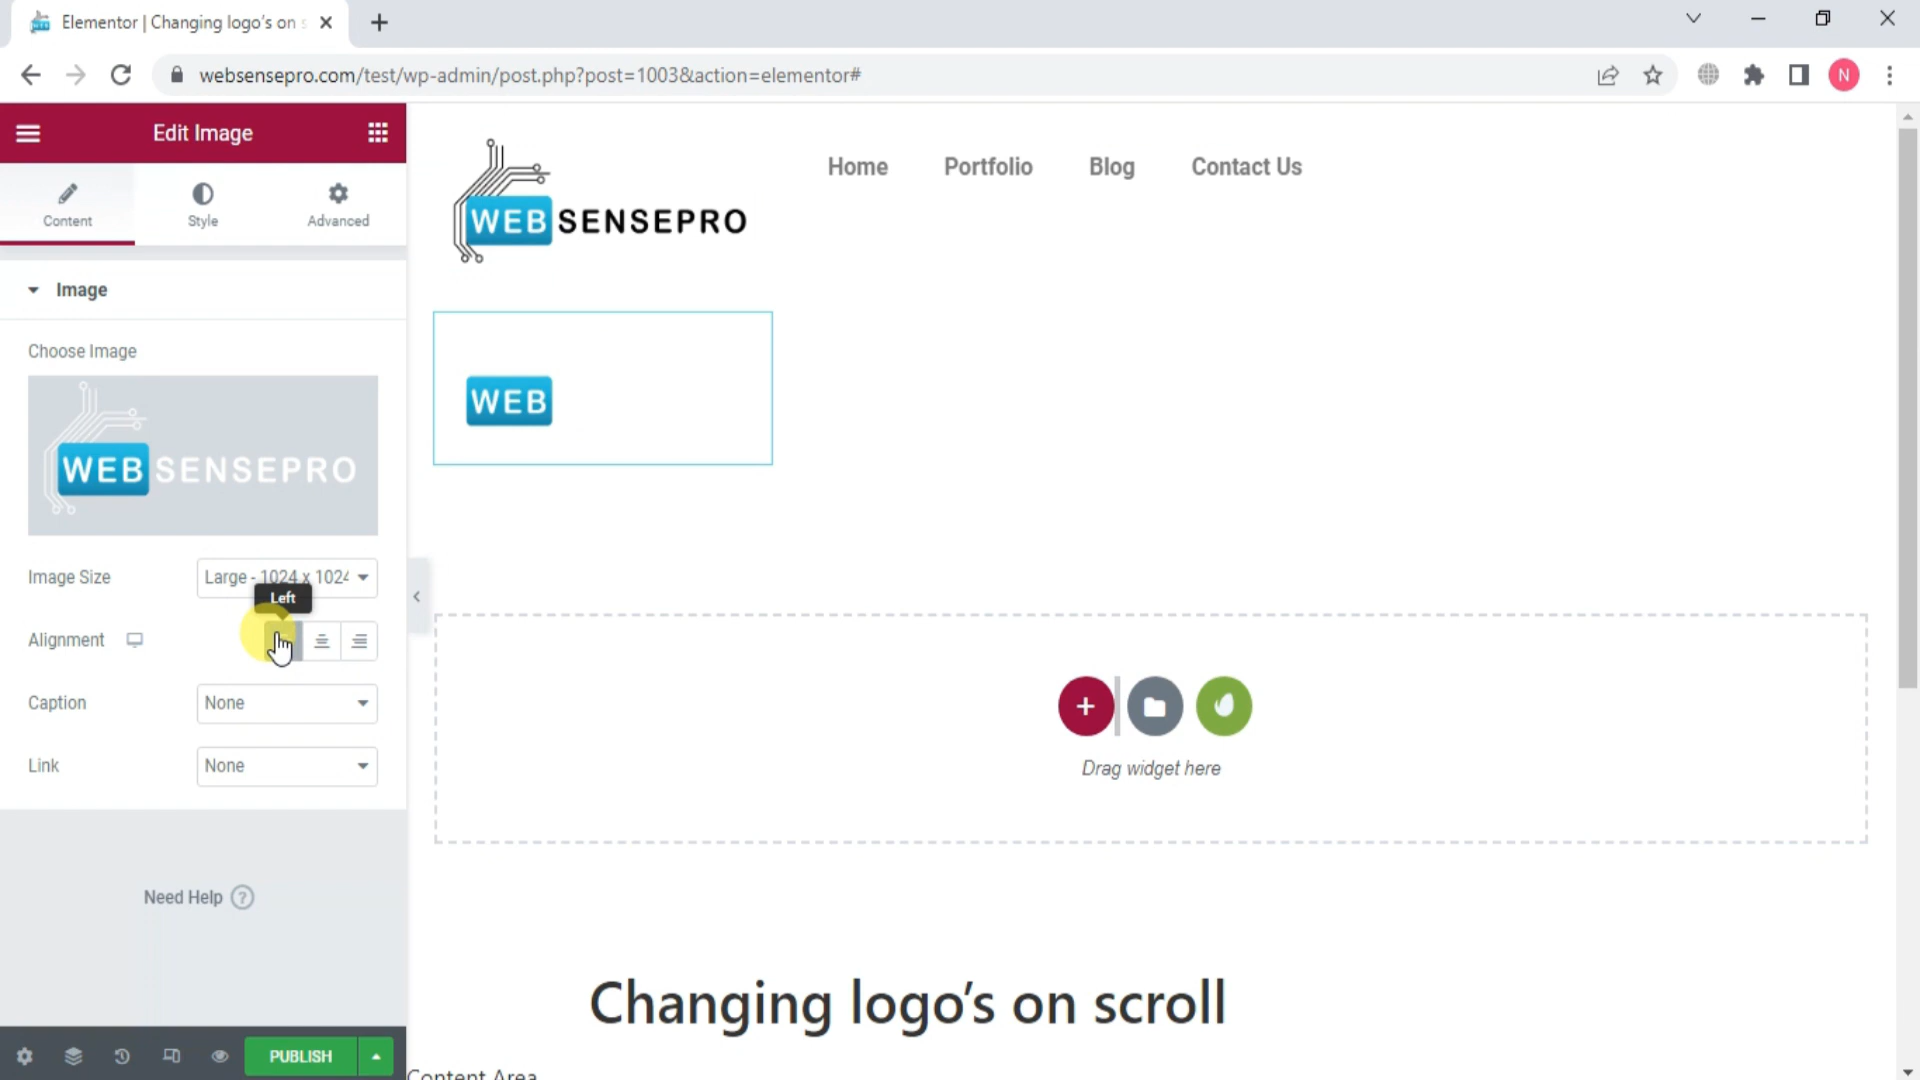 Elementor | Changing logo's on s
websensepro.com/test/wp-admin/post.php?post=1003&action=elementor#
N
Edit Image
Content
Style
Advanced
Image
Choose Image
WEB SENSEPRO
Image Size
Large - 1024 x 1024
Left
Alignment
Caption
None
Link
None
Need Help ?
PUBLISH
WEB SENSEPRO
Home
Portfolio
Blog
Contact Us
WEB
Drag widget here
Changing logo's on scroll
Content Area